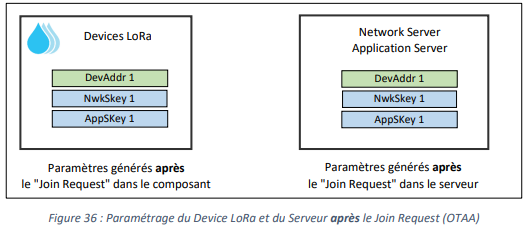 Devices LoRa
DevAddr 1
NwkSkey 1
AppSKey 1
Network Server
Application Server
DevAddr 1
NwkSkey 1
AppSKey 1
Paramètres générés après
le "Join Request" dans le composant
Paramètres générés après
le "Join Request" dans le serveur
Figure 36 : Paramétrage du Device LoRa et du Serveur après le Join Request (OTAA)